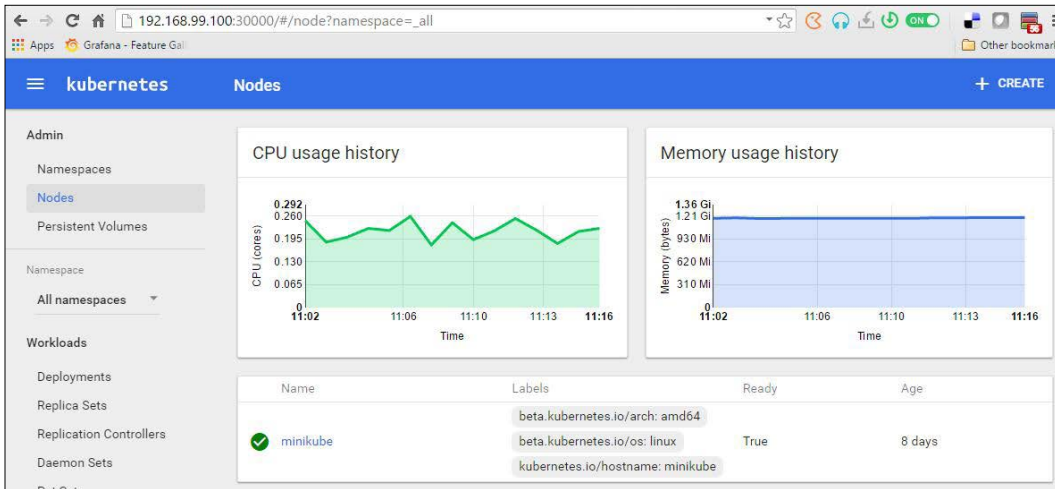 192.168.99.100:30000/#/node?namespace=_all
Apps Grafana - Feature Gal
Other bookmar
kubernetes Nodes + CREATE
Admin
Namespaces
Nodes
Persistent Volumes
Namespace
All namespaces
Workloads
Deployments
Replica Sets
Replication Controllers
Daemon Sets
CPU usage history
CPU (cores)
0.292
0.260
0.195
0.130
0.065
0
11:02 11:06 11:10 11:13 11:16
Time
Memory usage history
Memory (bytes)
1.36 Gi
1.21 Gi
930 Mi
620 Mi
310 Mi
0
11:02 11:06 11:10 11:13 11:16
Time
Name Labels Ready Age
beta.kubernetes.io/arch: amd64
minikube beta.kubernetes.io/os: linux True 8 days
kubernetes.io/hostname: minikube